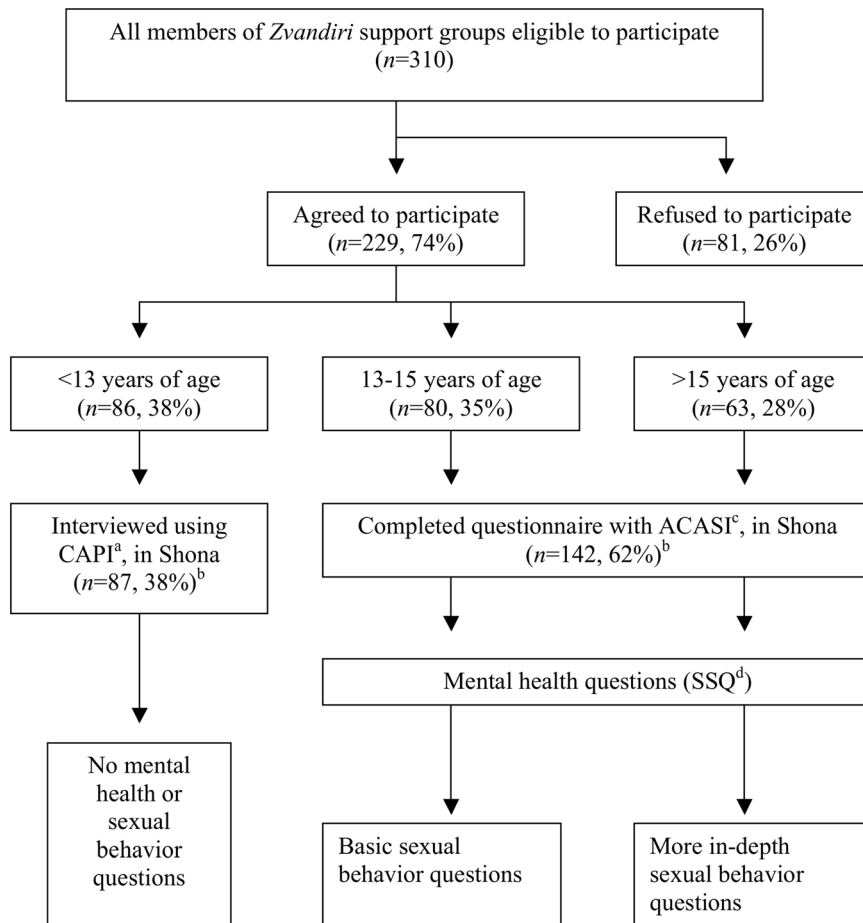 All members of Zvandiri support groups eligible to participate
(n=310)
Agreed to participate
(n=229, 74%)
Refused to participate
(n=81, 26%)
<13 years of age
(n=86, 38%)
13-15 years of age
(n=80, 35%)
>15 years of age
(n=63, 28%)
Interviewed using
CAPIa, in Shona
(n=87, 38%)b
Completed questionnaire with ACASIc, in Shona
(n=142, 62%)b
Mental health questions (SSQd)
No mental
health or
sexual
behavior
questions
Basic sexual
behavior questions
More in-depth
sexual behavior
questions